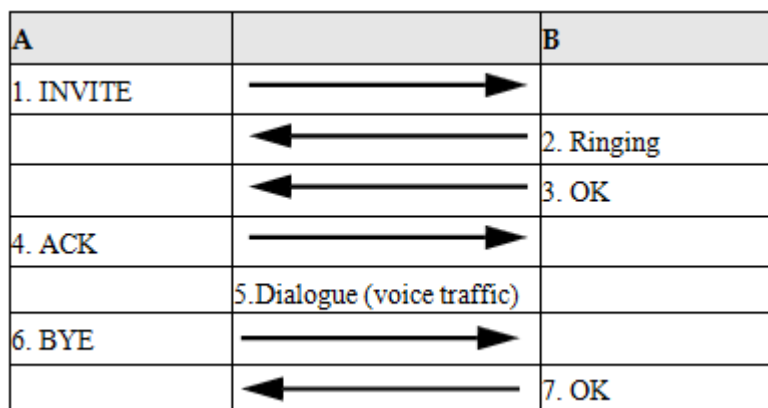 A B
1. INVITE
2. Ringing
3. OK
4. ACK
5.Dialogue (voice traffic)
6. BYE
7. OK